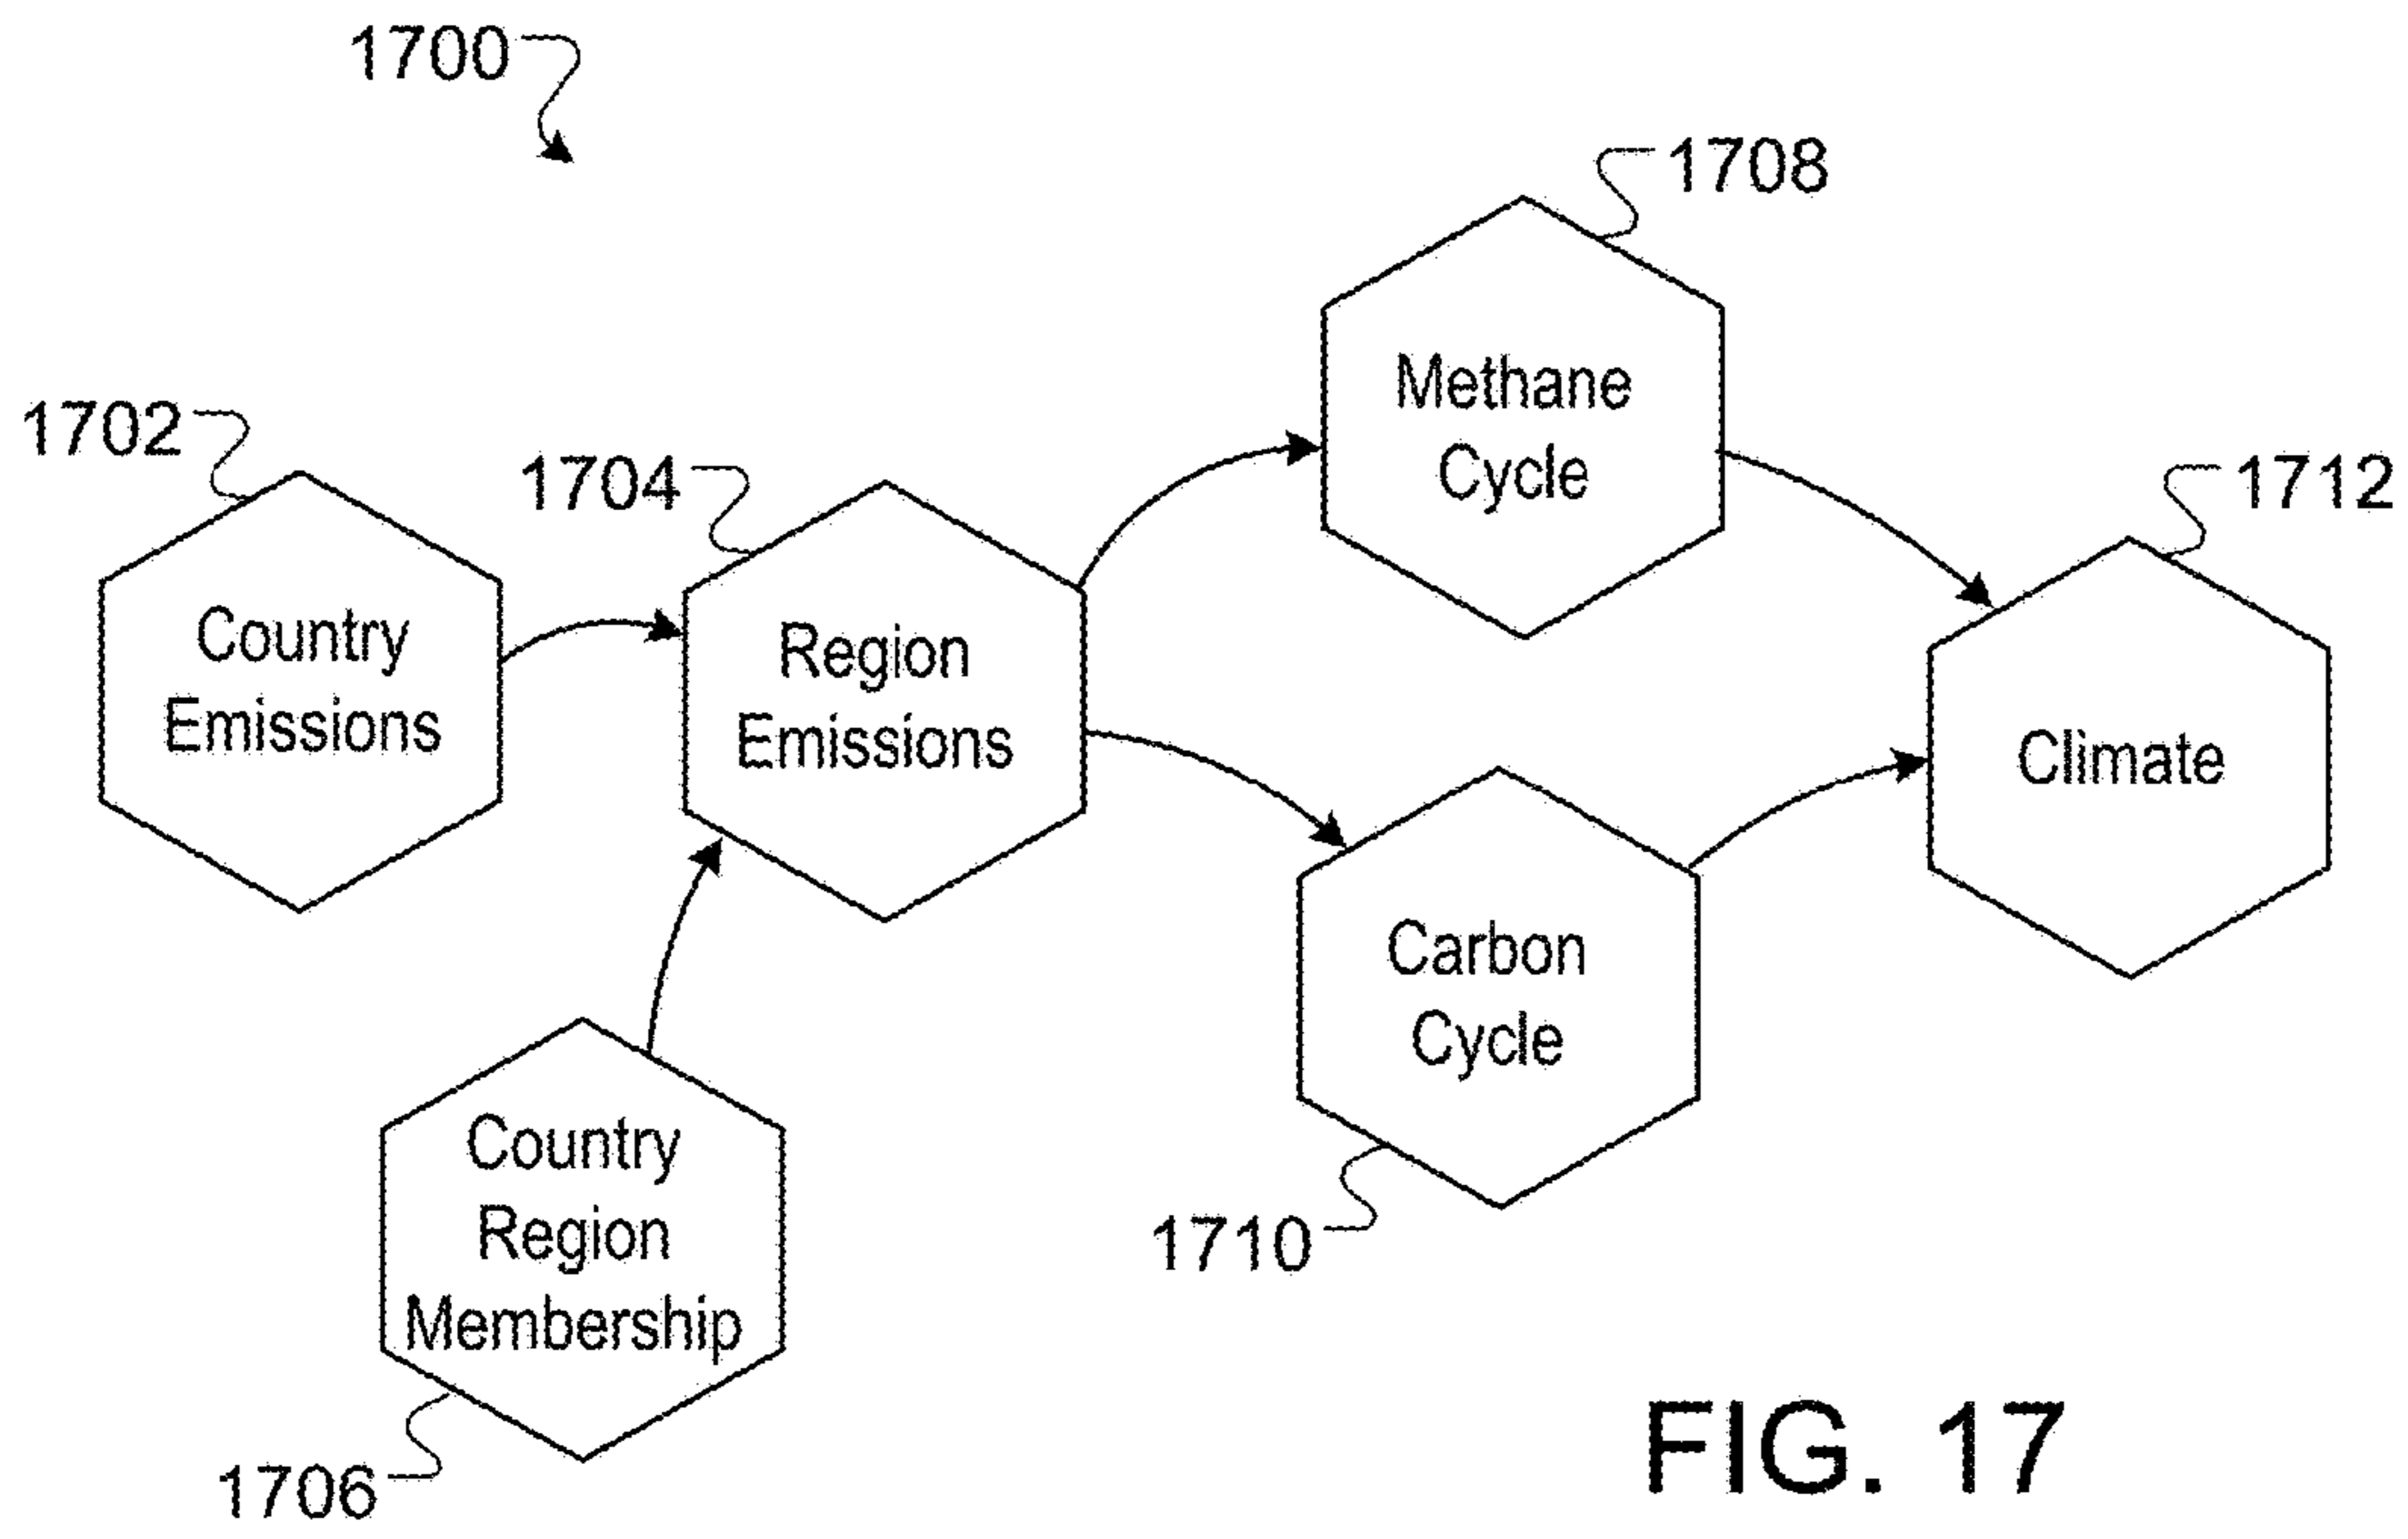 1700
1708
1702
1704
1712
Methane
Cycle
Country
Emissions
Region
Emissions
Climate
Carbon
Cycle
Country
Region
Membership
1710
1706
FIG. 17